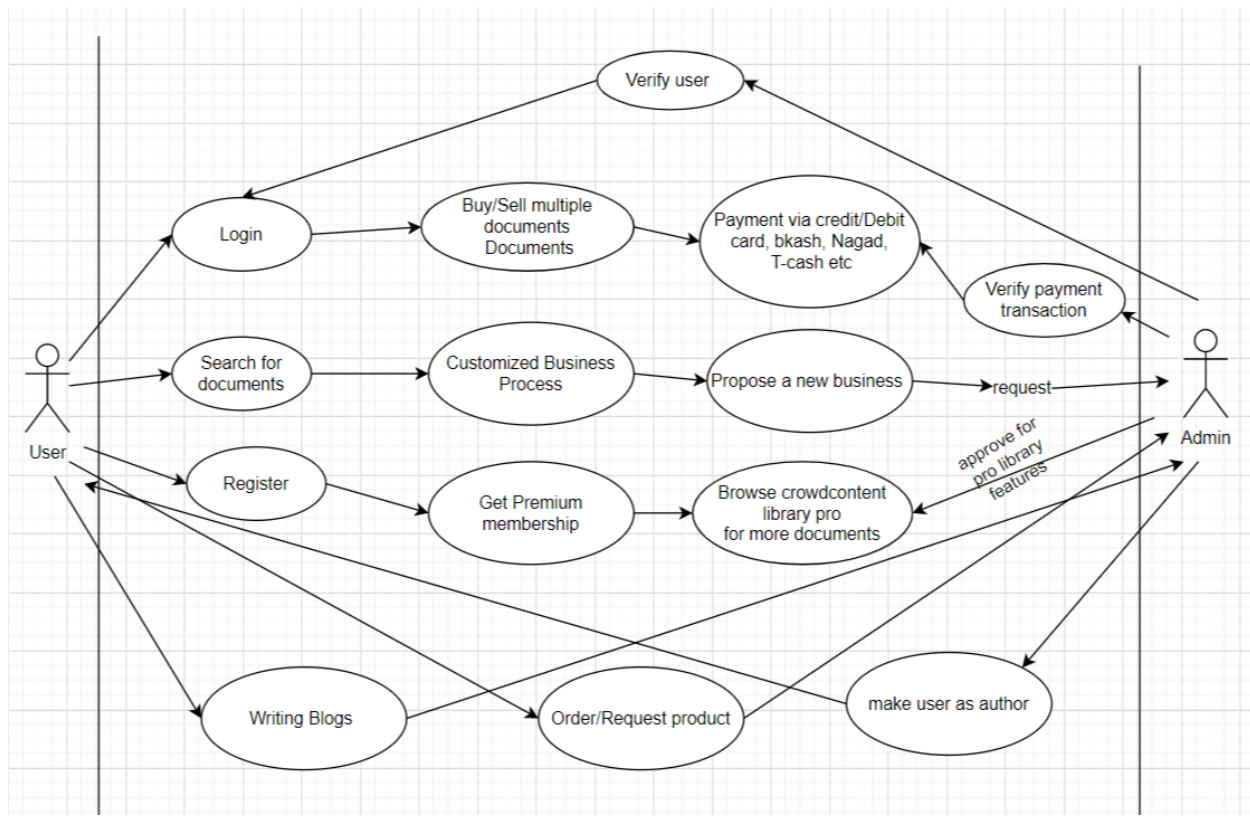 Verify user
Login
Buy/Sell multiple
documents
Documents
Payment via credit/Debit
card, bkash, Nagad,
T-cash etc
Verify payment
transaction
Search for
documents
Customized Business
Process
Propose a new business
request
User
Admin
approve for
pro library
features
Register
Get Premium
membership
Browse crowdcontent
library pro
for more documents
Writing Blogs
Order/Request product
make user as author